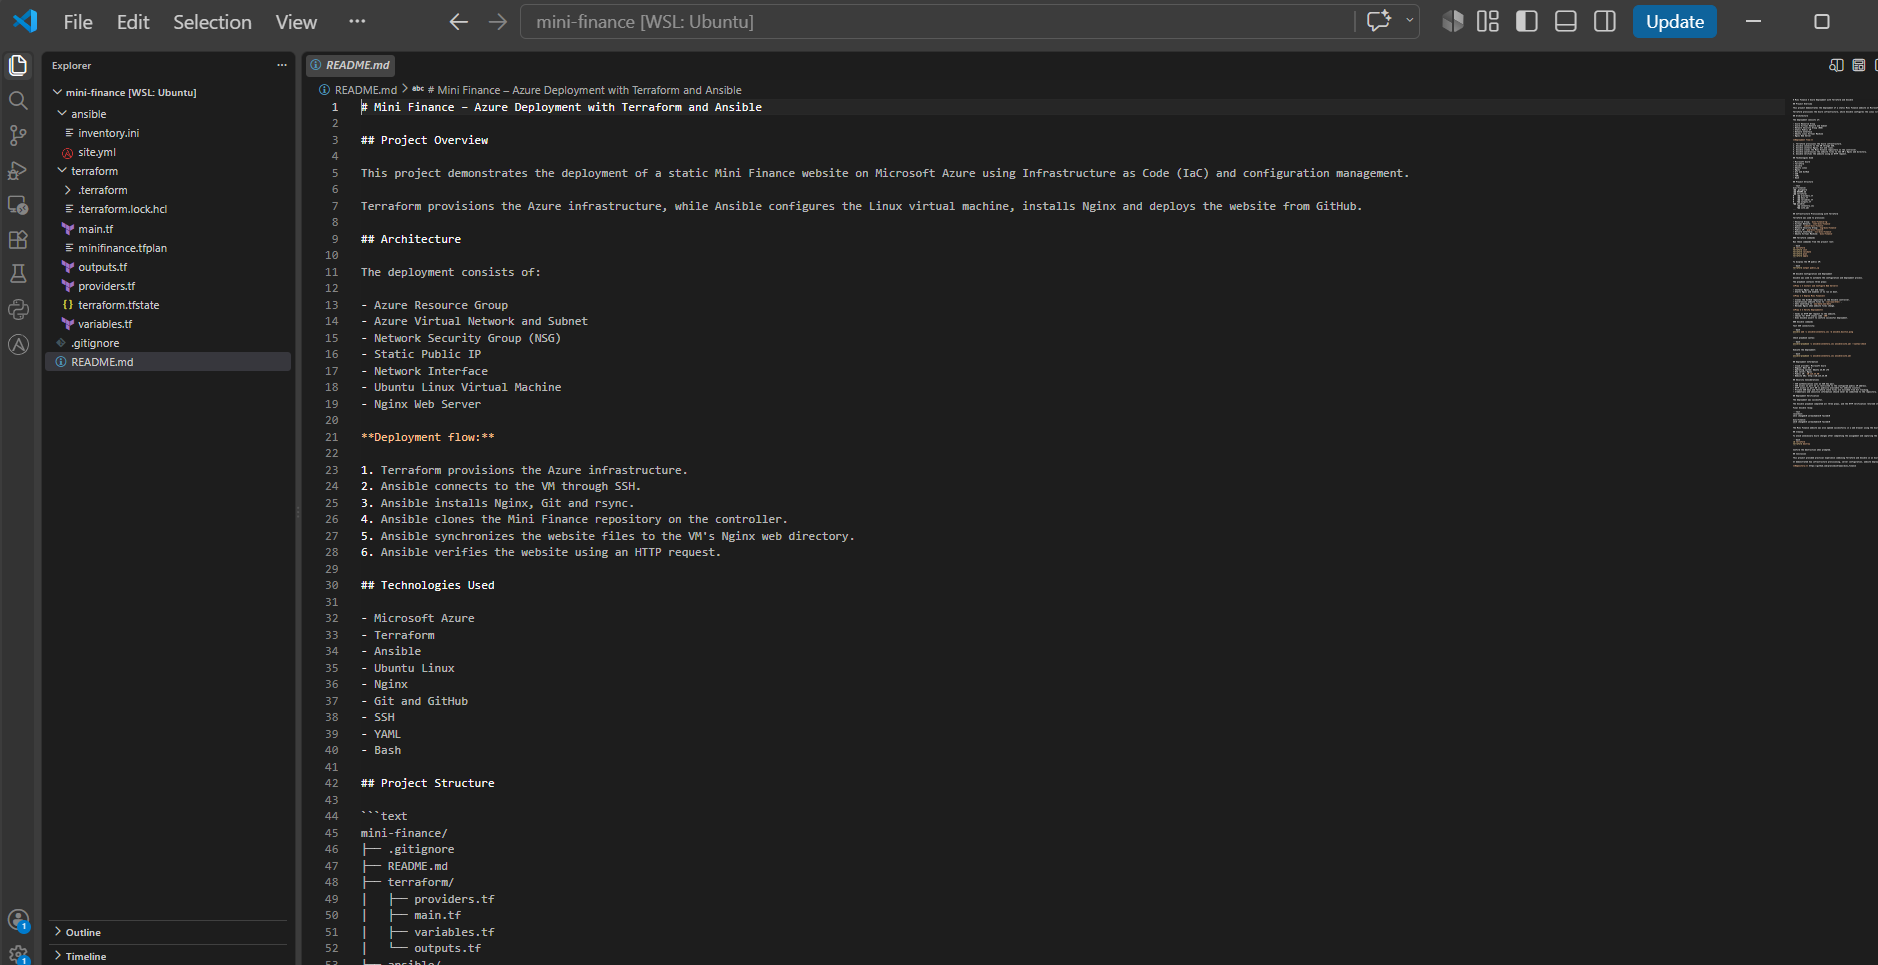 File Edit Selection View ···
mini-finance [WSL: Ubuntu]
Update
Explorer ···
README.md
mini-finance [WSL: Ubuntu]
ansible
inventory.ini
site.yml
terraform
.terraform
.terraform.lock.hcl
main.tf
minifinance.tfplan
outputs.tf
providers.tf
terraform.tfstate
variables.tf
.gitignore
README.md
Outline
Timeline
1
1
README.md > abc # Mini Finance – Azure Deployment with Terraform and Ansible
1 # Mini Finance – Azure Deployment with Terraform and Ansible
2
3 ## Project Overview
4
5 This project demonstrates the deployment of a static Mini Finance website on Microsoft Azure using Infrastructure as Code (IaC) and configuration management.
6
7 Terraform provisions the Azure infrastructure, while Ansible configures the Linux virtual machine, installs Nginx and deploys the website from GitHub.
8
9 ## Architecture
10
11 The deployment consists of:
12
13 - Azure Resource Group
14 - Azure Virtual Network and Subnet
15 - Network Security Group (NSG)
16 - Static Public IP
17 - Network Interface
18 - Ubuntu Linux Virtual Machine
19 - Nginx Web Server
20
21 **Deployment flow:**
22
23 1. Terraform provisions the Azure infrastructure.
24 2. Ansible connects to the VM through SSH.
25 3. Ansible installs Nginx, Git and rsync.
26 4. Ansible clones the Mini Finance repository on the controller.
27 5. Ansible synchronizes the website files to the VM's Nginx web directory.
28 6. Ansible verifies the website using an HTTP request.
29
30 ## Technologies Used
31
32 - Microsoft Azure
33 - Terraform
34 - Ansible
35 - Ubuntu Linux
36 - Nginx
37 - Git and GitHub
38 - SSH
39 - YAML
40 - Bash
41
42 ## Project Structure
43
44 ```text
45 mini-finance/
46 ├── .gitignore
47 ├── README.md
48 ├── terraform/
49 │   ├── providers.tf
50 │   ├── main.tf
51 │   ├── variables.tf
52 │   └── outputs.tf
53 ├── ansible/